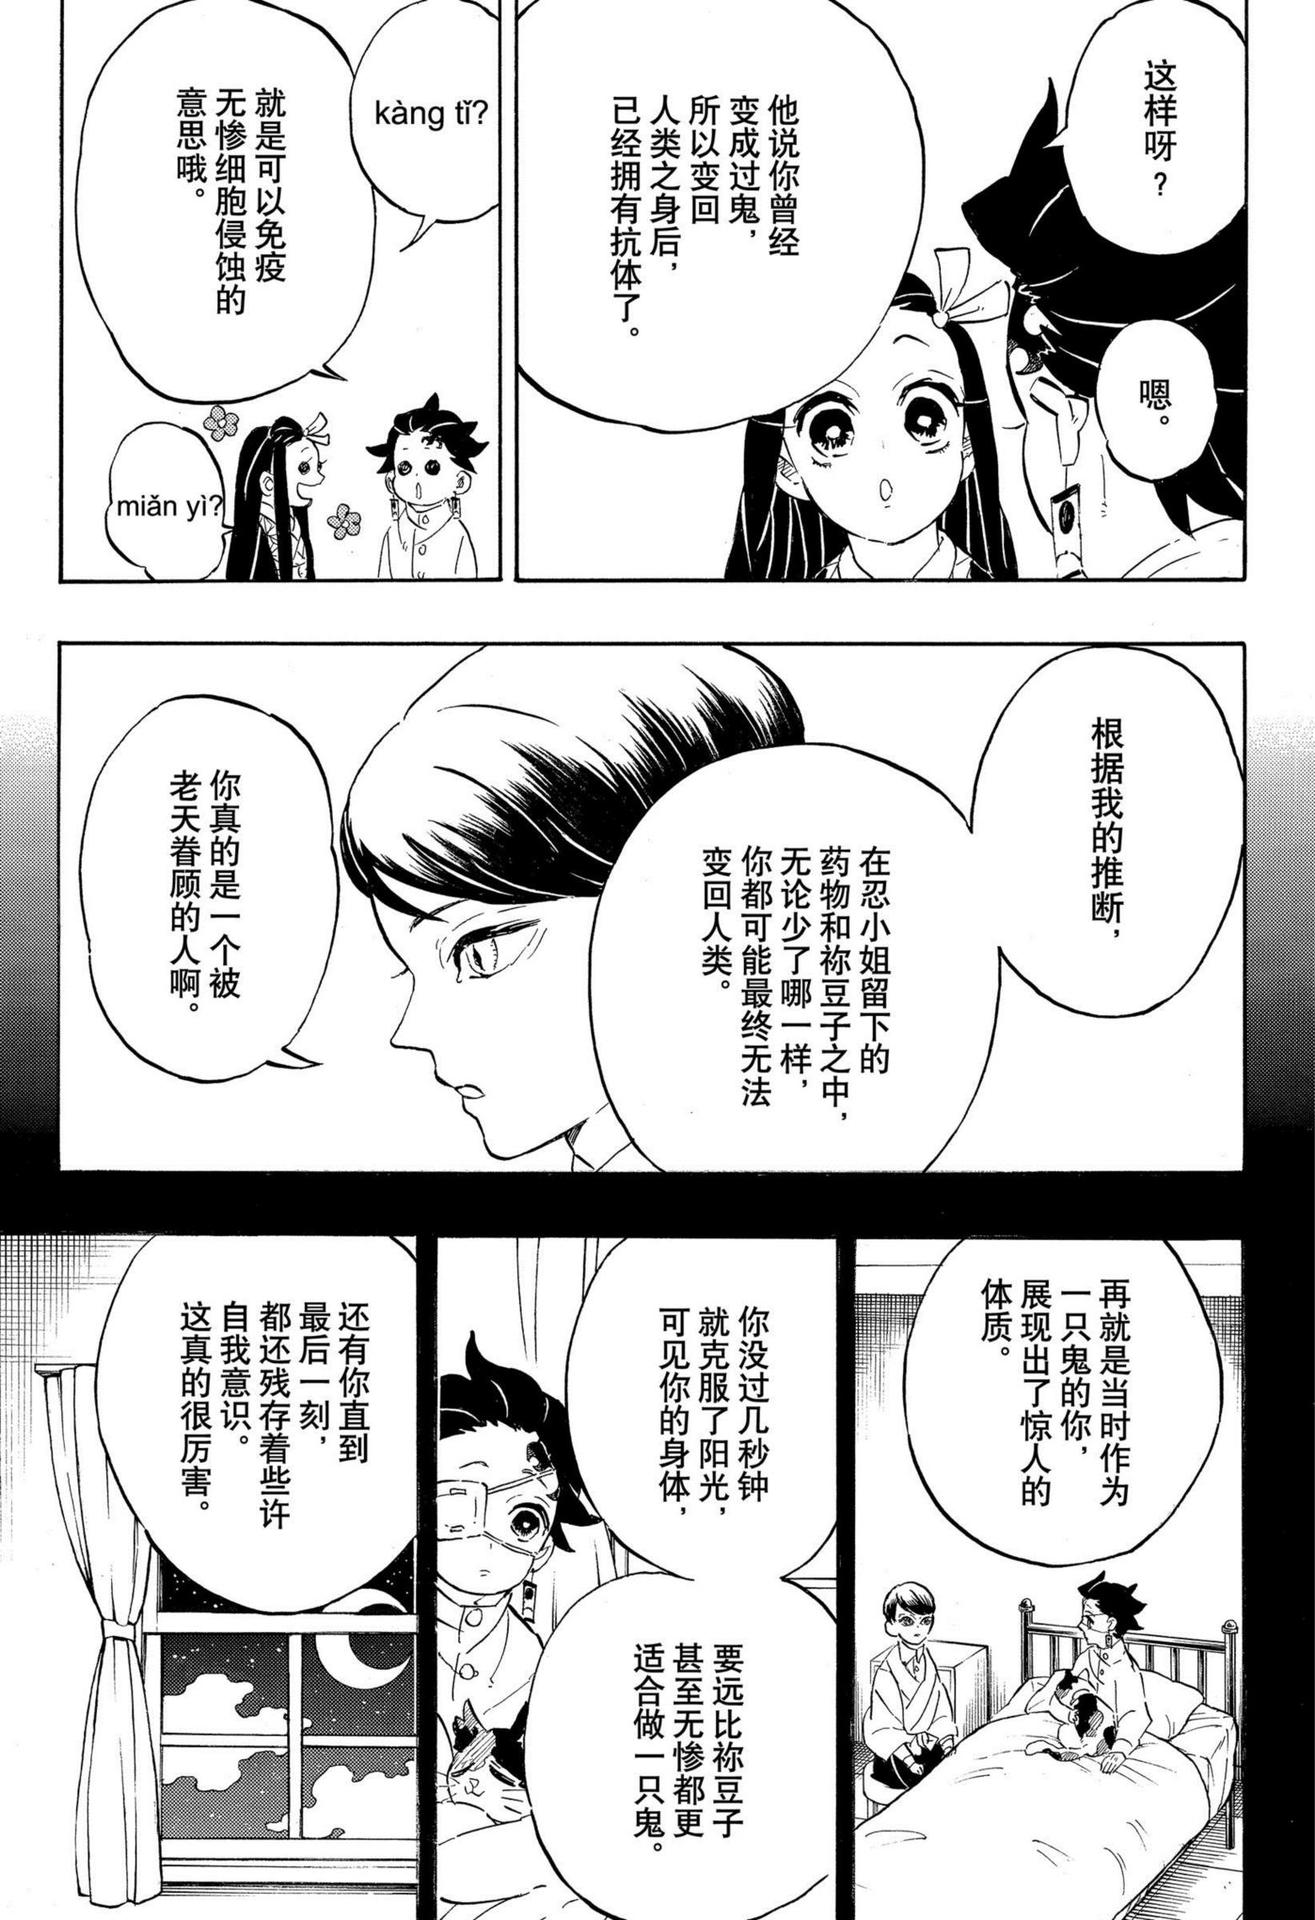 这样呀？
嗯。
他说你曾经
变成过鬼，
所以变回
人类之身后，
已经拥有抗体了。
kàng tǐ?
就是可以免疫
无惨细胞侵蚀的
意思哦。
miǎn yì?
根据我的推断，
在忍小姐留下的
药物和祢豆子之中，
无论少了哪一样，
你都可能最终无法
变回人类。
你真的是一个被
老天眷顾的人啊。
再就是当时作为
一只鬼的你，
展现出了惊人的
体质。
你没过几秒钟
就克服了阳光，
可见你的身体，
要远比祢豆子
甚至无惨都更
适合做一只鬼。
还有你直到
最后一刻，
都还残存着些许
自我意识。
这真的很厉害。